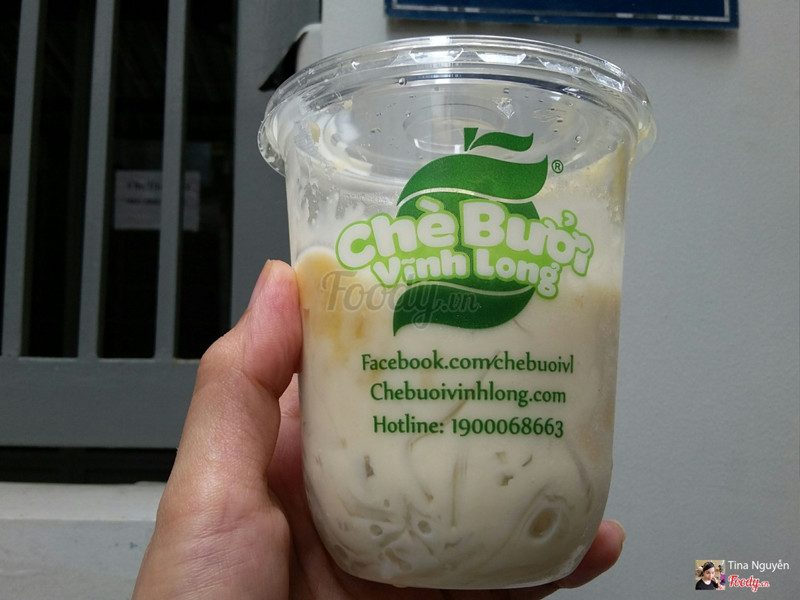 ®
Chè Bưởi
Vĩnh Long
Foody.vn
Facebook.com/chebuoivl
Chebuoivinhlong.com
Hotline: 1900068663
Tina Nguyễn
Foody.vn